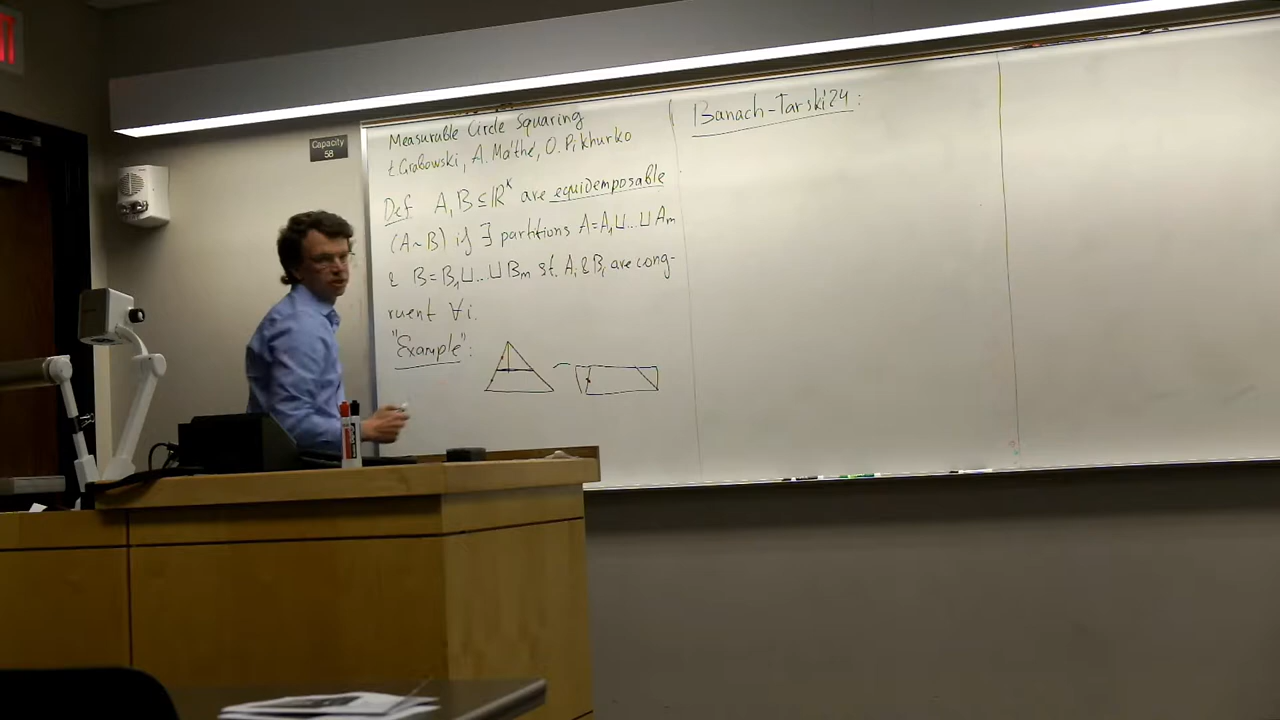 Capacity
58
Measurable Circle Squaring
Ł. Grabowski, A. Máthé, O. Pikhurko
Def A, B ⊆ ℝᵏ are equidemposable
(A~B) if ∃ partitions A=A₁⊔...⊔Aₘ
& B=B₁⊔...⊔Bₘ st. Aᵢ & Bᵢ are cong-
ruent ∀i.
"Example":
~
Banach-Tarski'24: